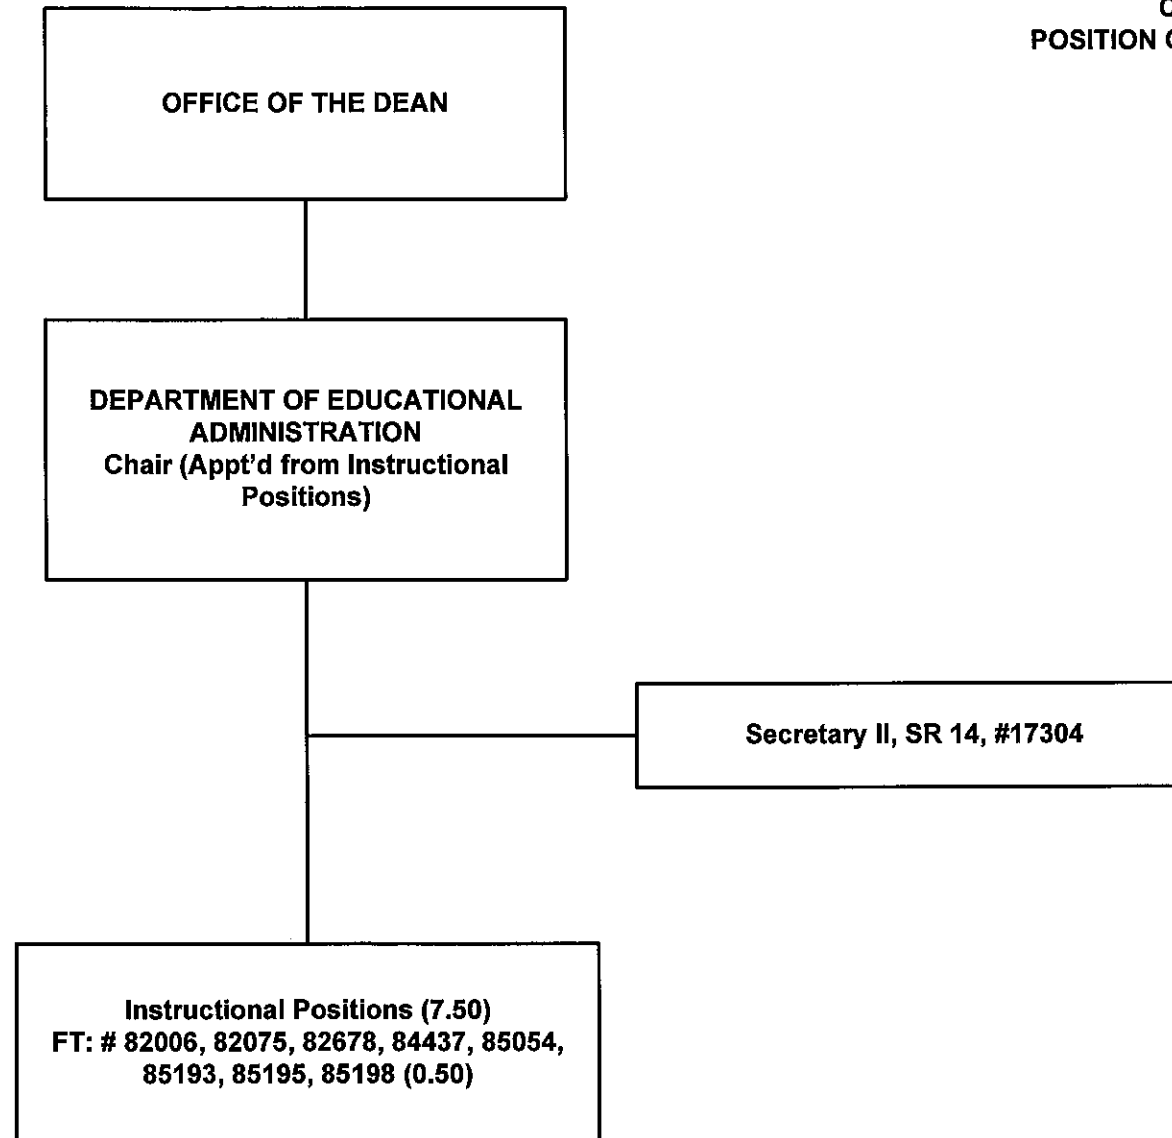 POSITION
OFFICE OF THE DEAN
DEPARTMENT OF EDUCATIONAL
ADMINISTRATION
Chair (Appt'd from Instructional
Positions)
Secretary II, SR 14, #17304
Instructional Positions (7.50)
FT: # 82006, 82075, 82678, 84437, 85054,
85193, 85195, 85198 (0.50)